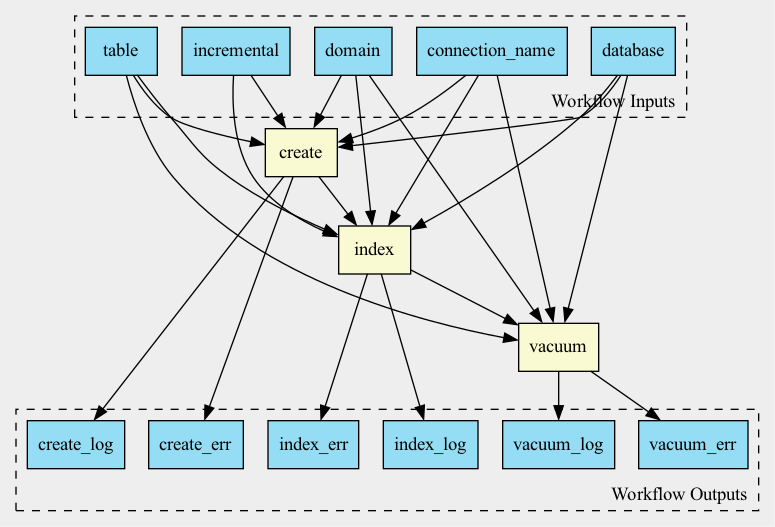 table
incremental
domain
connection_name
database
Workflow Inputs
create
index
vacuum
create_log
create_err
index_err
index_log
vacuum_log
vacuum_err
Workflow Outputs